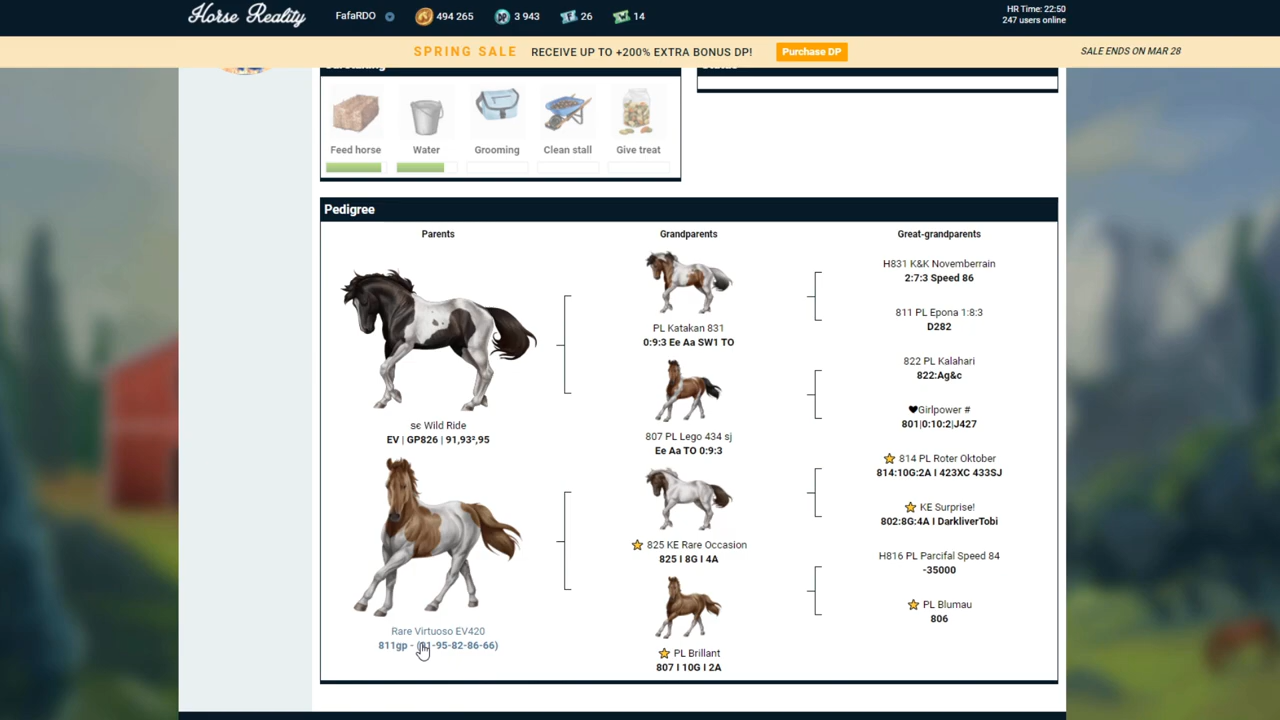 Horse Reality
FafaRDO
494 265
3 943
26
14
HR Time: 22:50
247 users online
SPRING SALE RECEIVE UP TO +200% EXTRA BONUS DP!
Purchase DP
SALE ENDS ON MAR 28
Feed horse
Water
Grooming
Clean stall
Give treat
Pedigree
Parents
Grandparents
Great-grandparents
sє Wild Ride
EV | GP826 | 91,93²,95
Rare Virtuoso EV420
811gp - (91-95-82-86-66)
PL Katakan 831
0:9:3 Ee Aa SW1 TO
807 PL Lego 434 sj
Ee Aa TO 0:9:3
825 KE Rare Occasion
825 I 8G I 4A
PL Brillant
807 I 10G I 2A
H831 K&K Novemberrain
2:7:3 Speed 86
811 PL Epona 1:8:3
D282
822 PL Kalahari
822:Ag&c
♥Girlpower #
801|0:10:2|J427
814 PL Roter Oktober
814:10G:2A I 423XC 433SJ
KE Surprise!
802:8G:4A I DarkliverTobi
H816 PL Parcifal Speed 84
-35000
PL Blumau
806